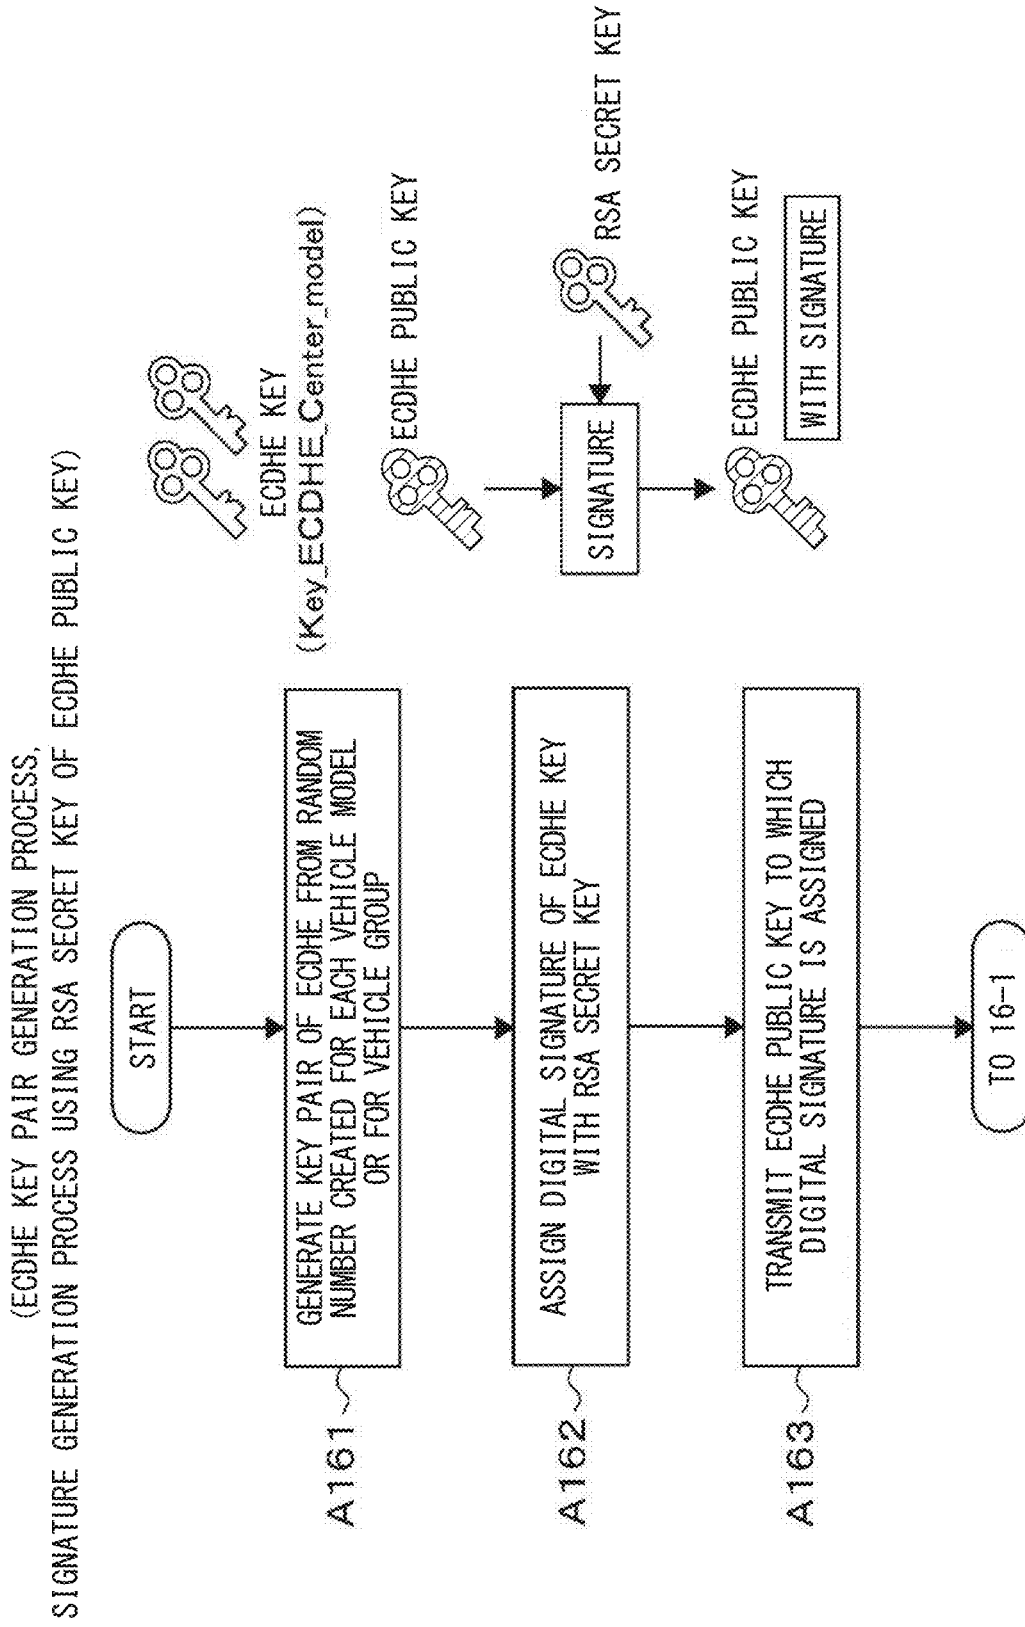 (ECDHE KEY PAIR GENERATION PROCESS,
SIGNATURE GENERATION PROCESS USING RSA SECRET KEY OF ECDHE PUBLIC KEY)
START
A161
GENERATE KEY PAIR OF ECDHE FROM RANDOM
NUMBER CREATED FOR EACH VEHICLE MODEL
OR FOR VEHICLE GROUP
ECDHE KEY
(Key_ECDHE_Center_model)
A162
ASSIGN DIGITAL SIGNATURE OF ECDHE KEY
WITH RSA SECRET KEY
ECDHE PUBLIC KEY
SIGNATURE
RSA SECRET KEY
A163
TRANSMIT ECDHE PUBLIC KEY TO WHICH
DIGITAL SIGNATURE IS ASSIGNED
ECDHE PUBLIC KEY
WITH SIGNATURE
TO 16-1